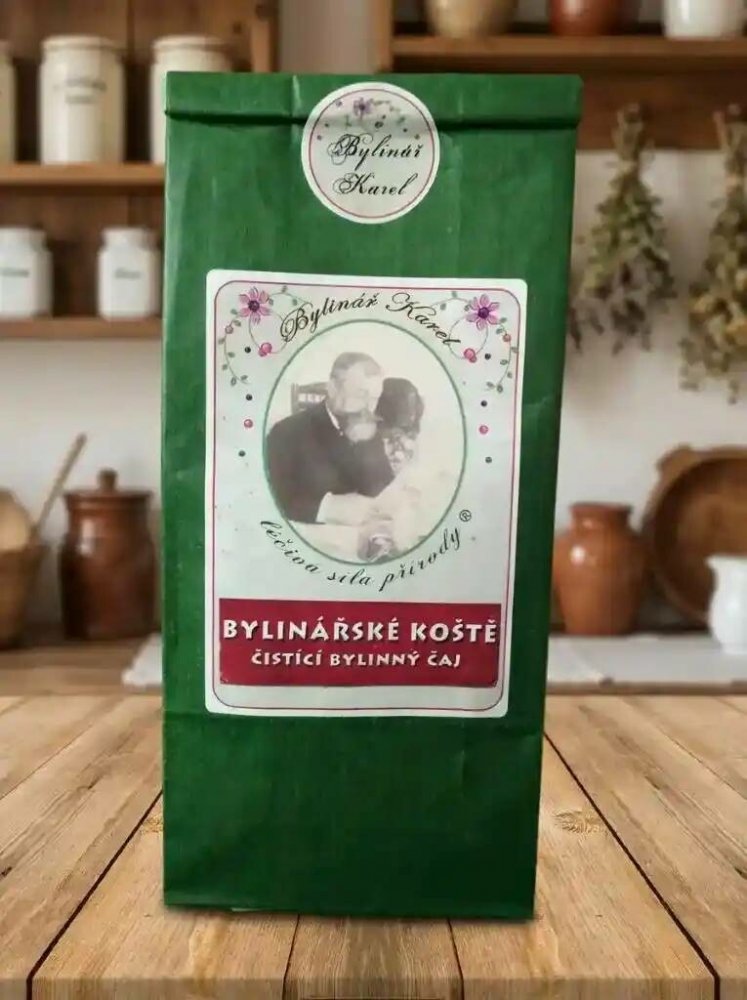 Bylinář
Karel
Bylinář Karel
léčivá síla přírody®
BYLINÁŘSKÉ KOŠTĚ
ČISTÍCÍ BYLINNÝ ČAJ